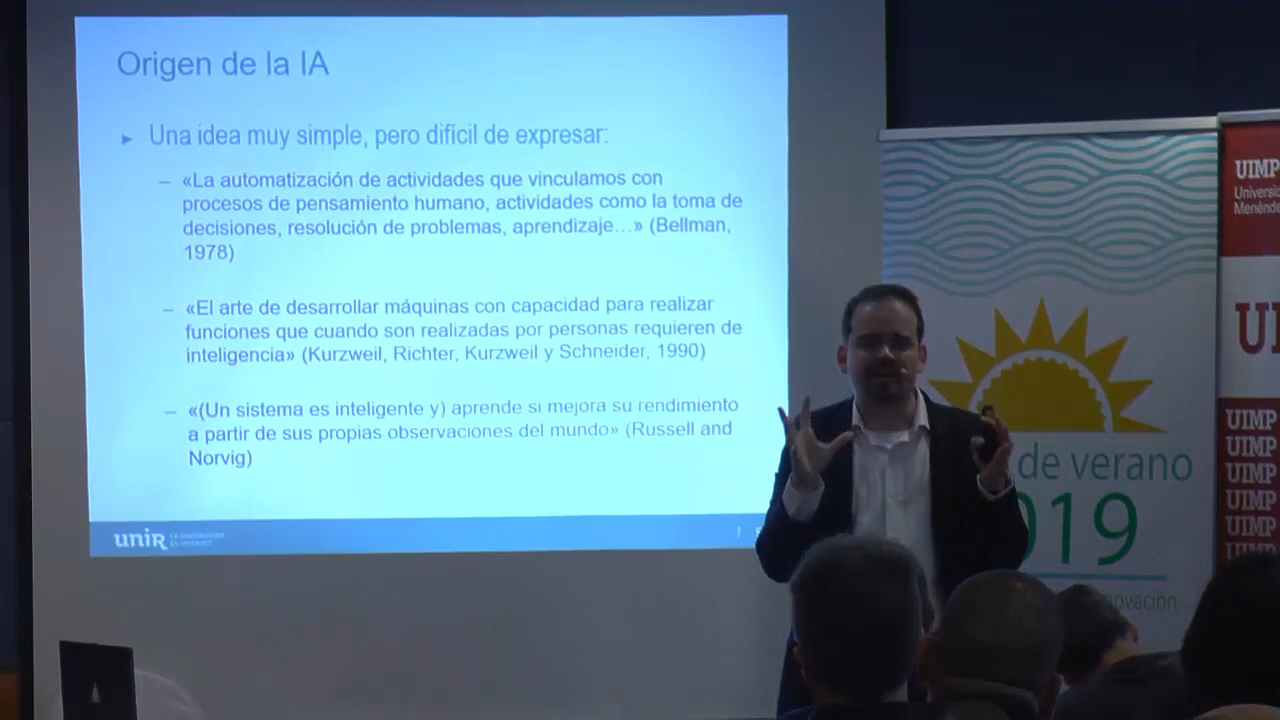 Origen de la IA
► Una idea muy simple, pero difícil de expresar:
– «La automatización de actividades que vinculamos con
procesos de pensamiento humano, actividades como la toma de
decisiones, resolución de problemas, aprendizaje…» (Bellman,
1978)
– «El arte de desarrollar máquinas con capacidad para realizar
funciones que cuando son realizadas por personas requieren de
inteligencia» (Kurzweil, Richter, Kurzweil y Schneider, 1990)
– «(Un sistema es inteligente y) aprende si mejora su rendimiento
a partir de sus propias observaciones del mundo» (Russell and
Norvig)
unir
de verano
019
UIMP
Universi
Menénde
UI
UIMP
UIMP
UIMP
UIMP
UIMP
UIMP